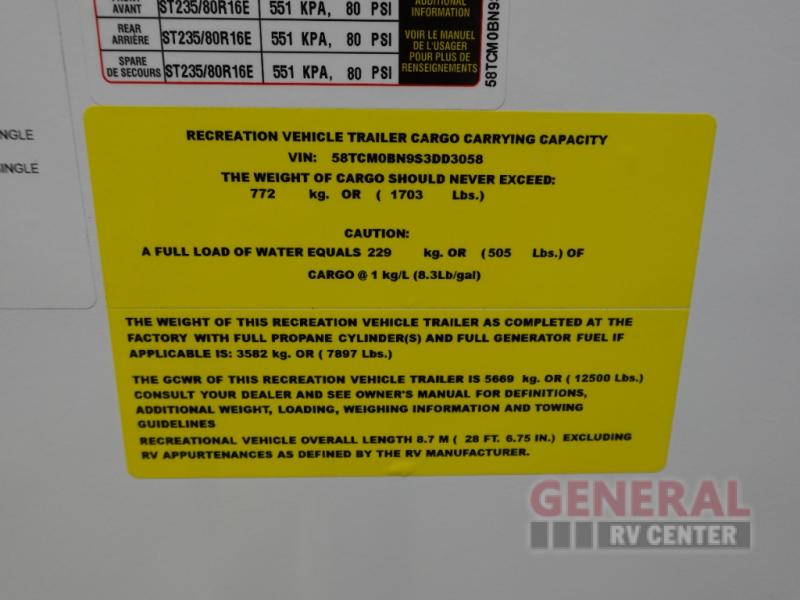 AVANT ST235/80R16E 551 KPA, 80 PSI
REAR ARRIÈRE ST235/80R16E 551 KPA, 80 PSI
SPARE DE SECOURS ST235/80R16E 551 KPA, 80 PSI
ADDITIONAL
INFORMATION
VOIR LE MANUEL
DE L'USAGER
POUR PLUS DE
RENSEIGNEMENTS
58TCM0BN9S
NGLE
INGLE
RECREATION VEHICLE TRAILER CARGO CARRYING CAPACITY
VIN: 58TCM0BN9S3DD3058
THE WEIGHT OF CARGO SHOULD NEVER EXCEED:
772 kg. OR ( 1703 Lbs.)
CAUTION:
A FULL LOAD OF WATER EQUALS 229 kg. OR (505 Lbs.) OF
CARGO @ 1 kg/L (8.3Lb/gal)
THE WEIGHT OF THIS RECREATION VEHICLE TRAILER AS COMPLETED AT THE
FACTORY WITH FULL PROPANE CYLINDER(S) AND FULL GENERATOR FUEL IF
APPLICABLE IS: 3582 kg. OR ( 7897 Lbs.)
THE GCWR OF THIS RECREATION VEHICLE TRAILER IS 5669 kg. OR ( 12500 Lbs.)
CONSULT YOUR DEALER AND SEE OWNER'S MANUAL FOR DEFINITIONS,
ADDITIONAL WEIGHT, LOADING, WEIGHING INFORMATION AND TOWING
GUIDELINES
RECREATIONAL VEHICLE OVERALL LENGTH 8.7 M ( 28 FT. 6.75 IN.) EXCLUDING
RV APPURTENANCES AS DEFINED BY THE RV MANUFACTURER.
GENERAL
RV CENTER